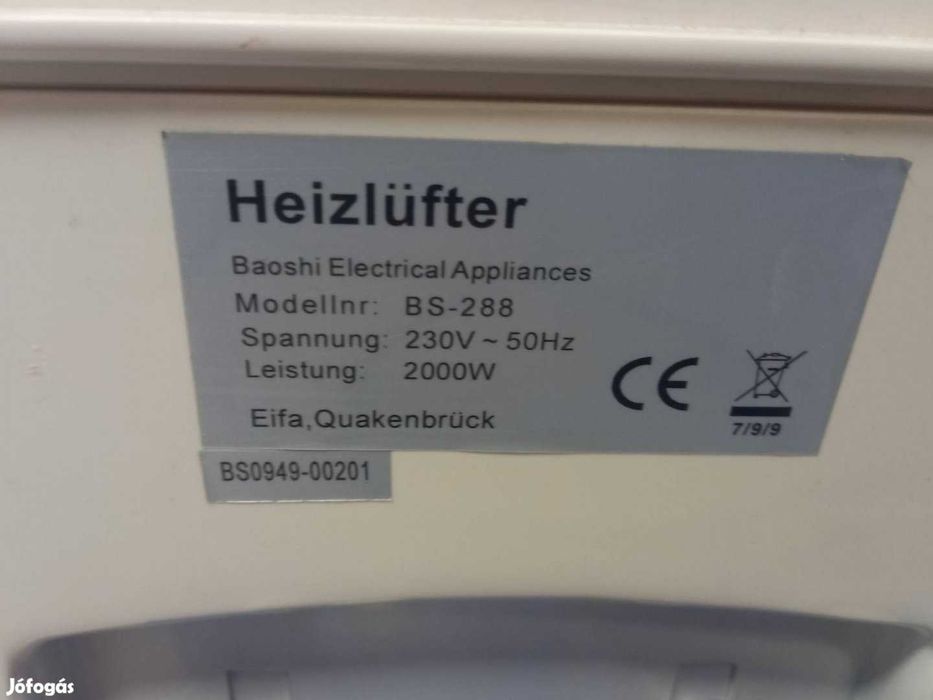 Heizlüfter
Baoshi Electrical Appliances
Modellnr: BS-288
Spannung: 230V ~ 50Hz
Leistung: 2000W
Eifa,Quakenbrück
CE
7/9/9
BS0949-00201
Jófogás